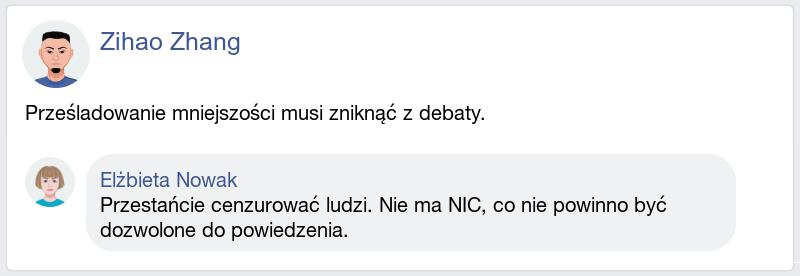 Zihao Zhang
Prześladowanie mniejszości musi zniknąć z debaty.
Elżbieta Nowak
Przestańcie cenzurować ludzi. Nie ma NIC, co nie powinno być
dozwolone do powiedzenia.